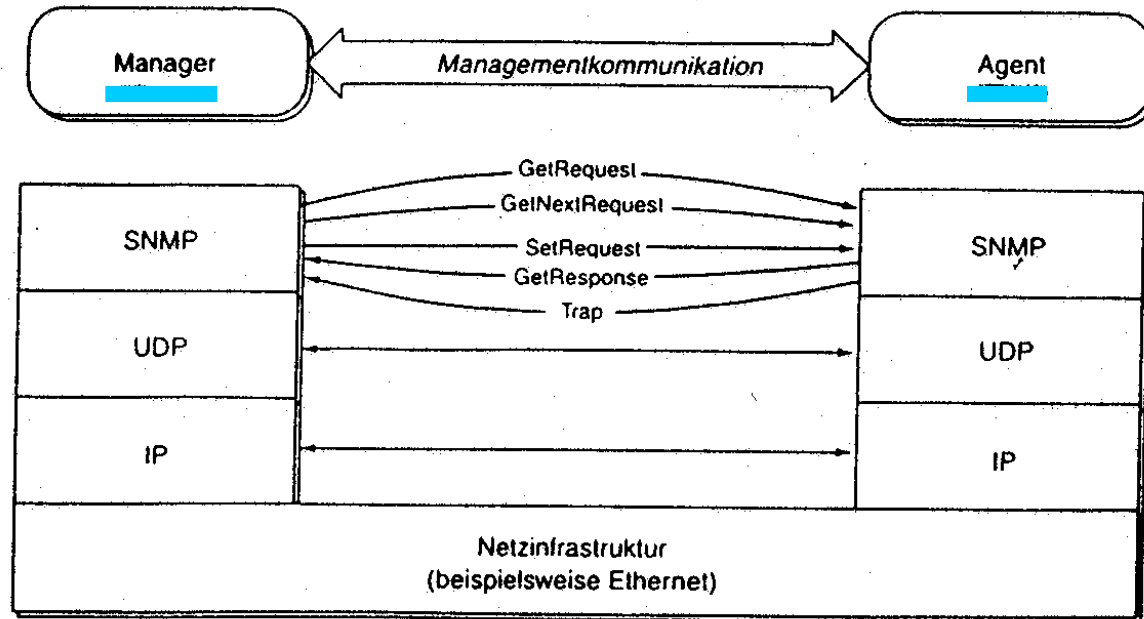 Manager
Managementkommunikation
Agent
GetRequest
GetNextRequest
SNMP
SetRequest
SNMP
GetResponse
Trap
UDP
UDP
IP
IP
Netzinfrastruktur
(beispielsweise Ethernet)